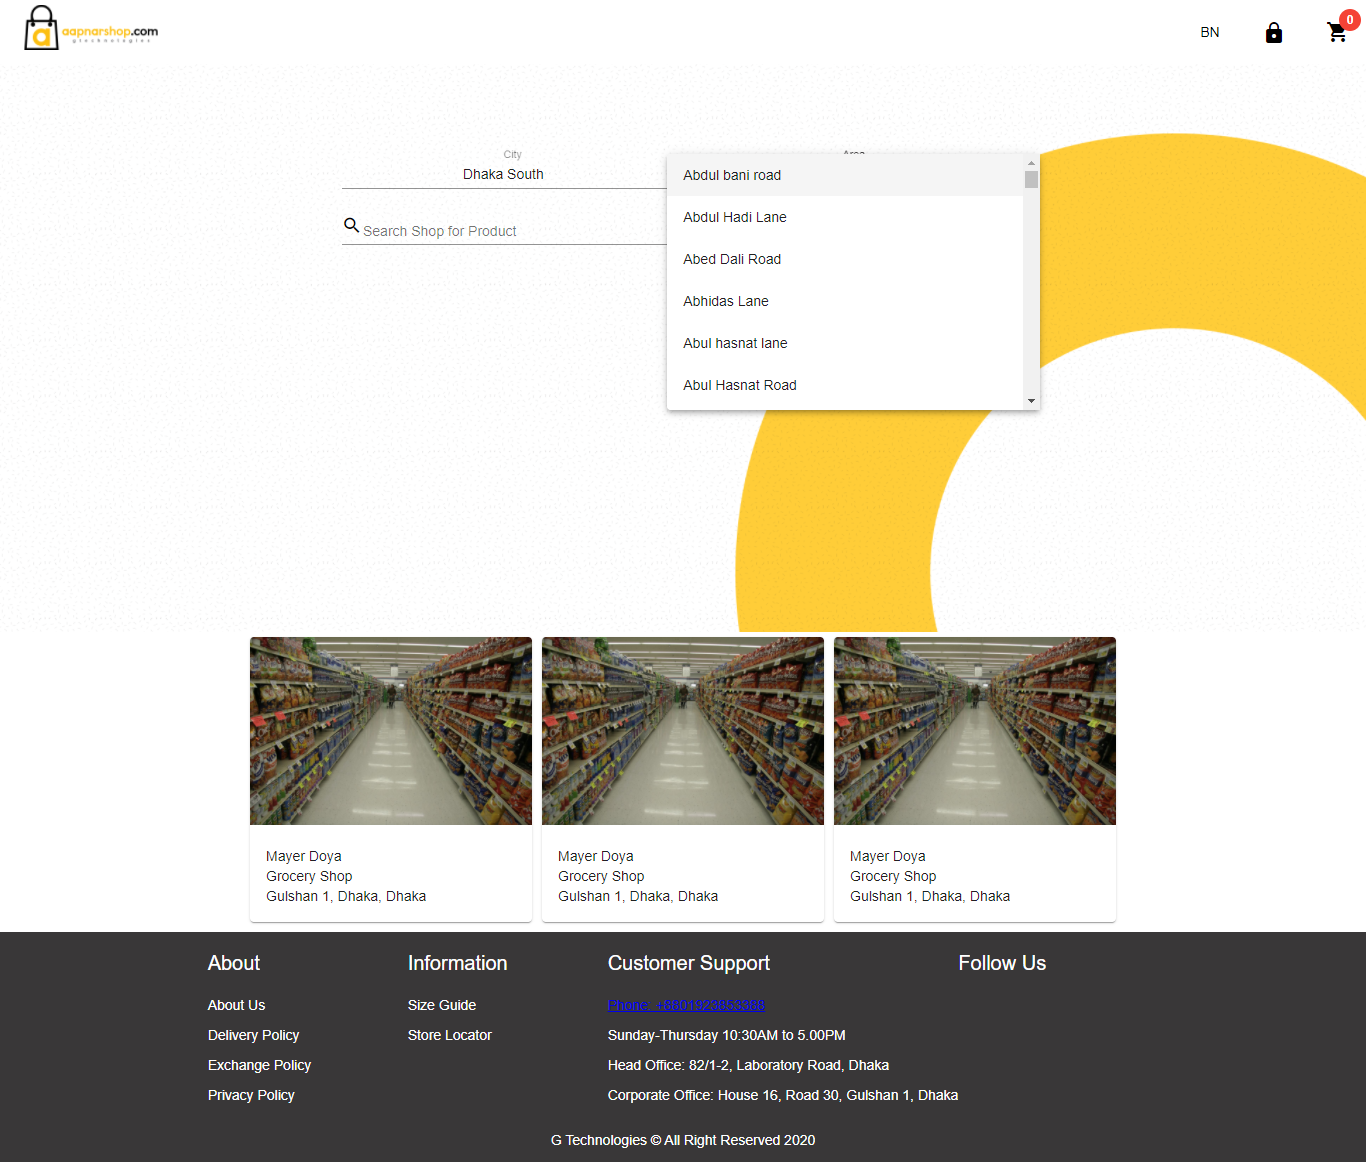 aapnarshop.com
gtechnologies
BN
0
City
Area
Dhaka South
Search Shop for Product
Abdul bani road
Abdul Hadi Lane
Abed Dali Road
Abhidas Lane
Abul hasnat lane
Abul Hasnat Road
Mayer Doya
Grocery Shop
Gulshan 1, Dhaka, Dhaka
Mayer Doya
Grocery Shop
Gulshan 1, Dhaka, Dhaka
Mayer Doya
Grocery Shop
Gulshan 1, Dhaka, Dhaka
About
About Us
Delivery Policy
Exchange Policy
Privacy Policy
Information
Size Guide
Store Locator
Customer Support
Phone: +8801923853388
Sunday-Thursday 10:30AM to 5.00PM
Head Office: 82/1-2, Laboratory Road, Dhaka
Corporate Office: House 16, Road 30, Gulshan 1, Dhaka
Follow Us
G Technologies © All Right Reserved 2020